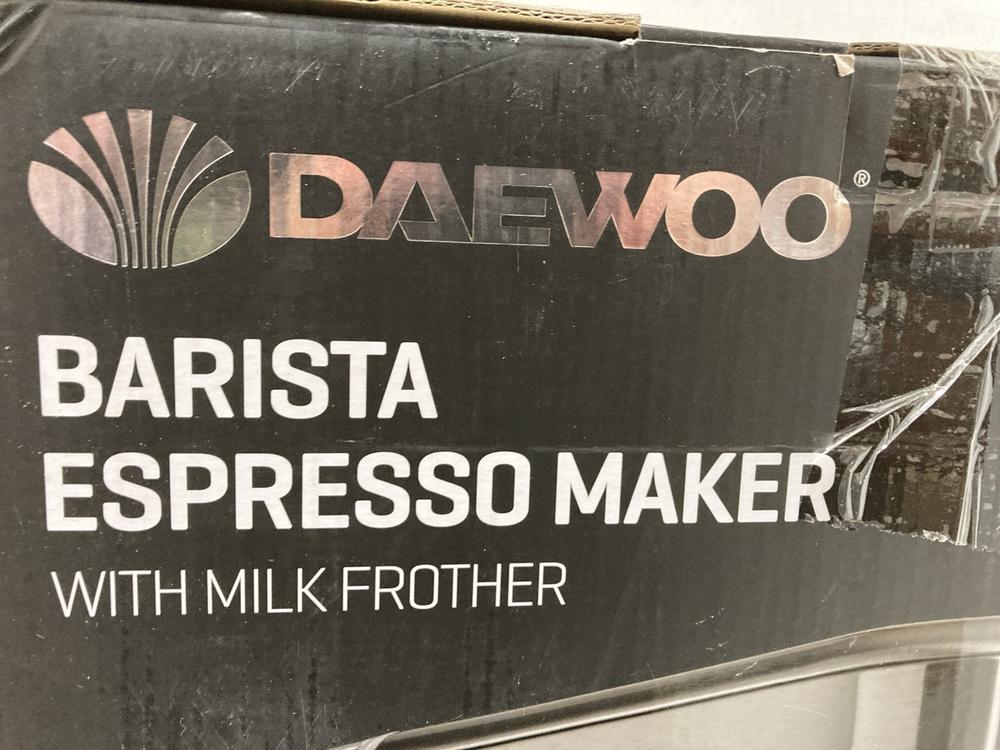 DAEWOO®
BARISTA
ESPRESSO MAKER
WITH MILK FROTHER